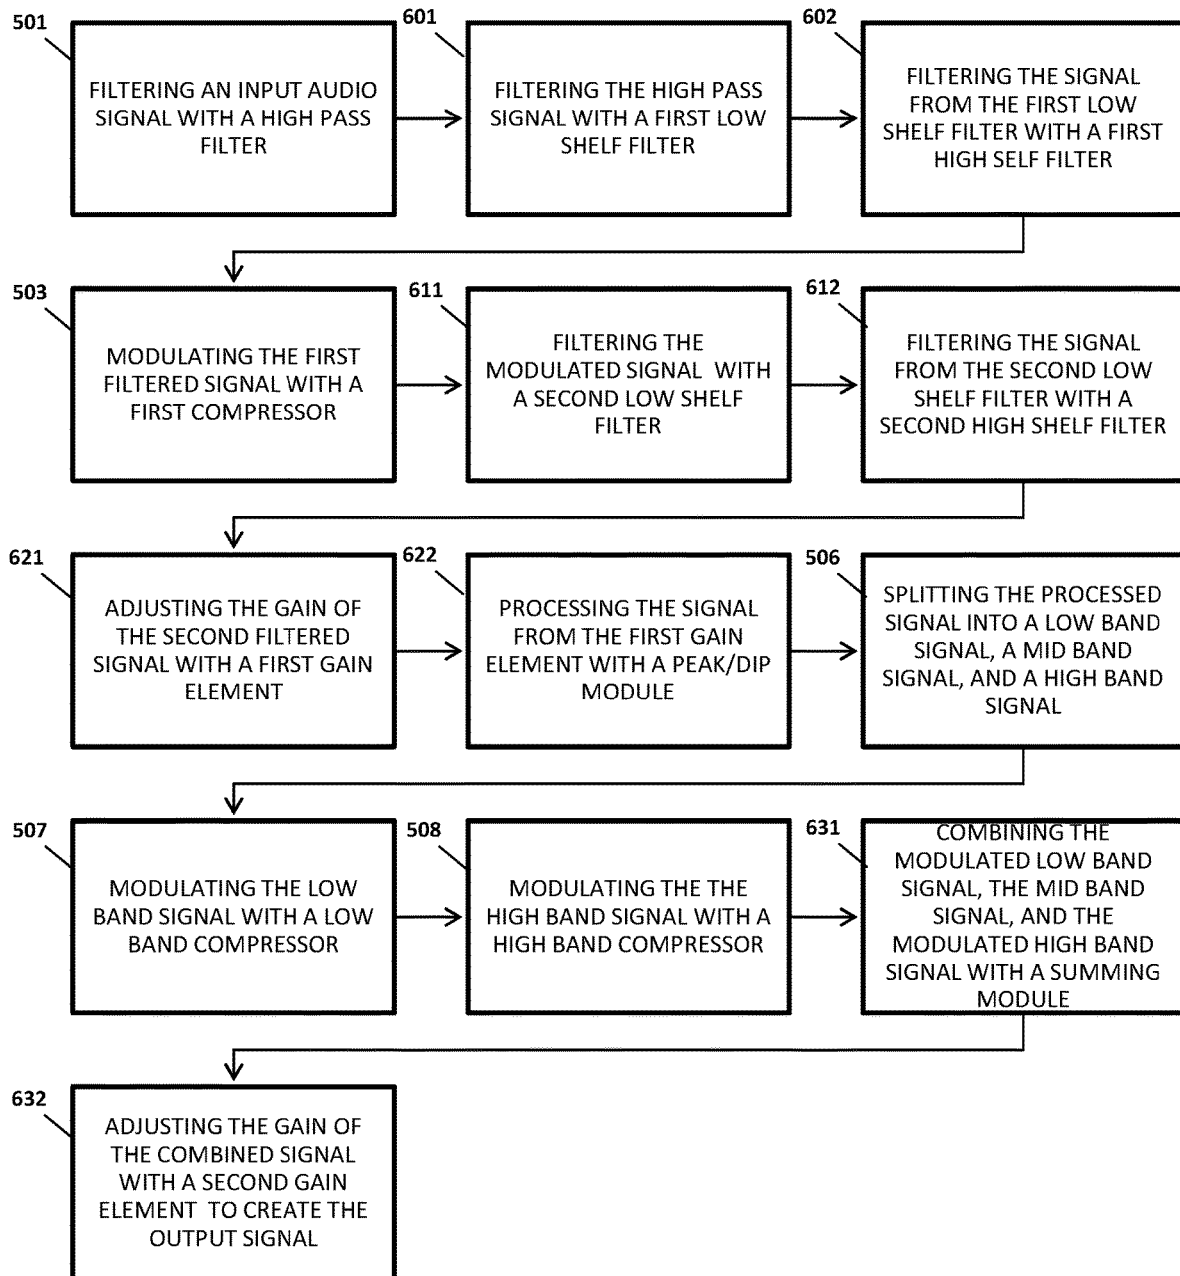 501
FILTERING AN INPUT AUDIO
SIGNAL WITH A HIGH PASS
FILTER
601
FILTERING THE HIGH PASS
SIGNAL WITH A FIRST LOW
SHELF FILTER
602
FILTERING THE SIGNAL
FROM THE FIRST LOW
SHELF FILTER WITH A FIRST
HIGH SELF FILTER
503
MODULATING THE FIRST
FILTERED SIGNAL WITH A
FIRST COMPRESSOR
611
FILTERING THE
MODULATED SIGNAL WITH
A SECOND LOW SHELF
FILTER
612
FILTERING THE SIGNAL
FROM THE SECOND LOW
SHELF FILTER WITH A
SECOND HIGH SHELF FILTER
621
ADJUSTING THE GAIN OF
THE SECOND FILTERED
SIGNAL WITH A FIRST GAIN
ELEMENT
622
PROCESSING THE SIGNAL
FROM THE FIRST GAIN
ELEMENT WITH A PEAK/DIP
MODULE
506
SPLITTING THE PROCESSED
SIGNAL INTO A LOW BAND
SIGNAL, A MID BAND
SIGNAL, AND A HIGH BAND
SIGNAL
507
MODULATING THE LOW
BAND SIGNAL WITH A LOW
BAND COMPRESSOR
508
MODULATING THE THE
HIGH BAND SIGNAL WITH A
HIGH BAND COMPRESSOR
631
COMBINING THE
MODULATED LOW BAND
SIGNAL, THE MID BAND
SIGNAL, AND THE
MODULATED HIGH BAND
SIGNAL WITH A SUMMING
MODULE
632
ADJUSTING THE GAIN OF
THE COMBINED SIGNAL
WITH A SECOND GAIN
ELEMENT TO CREATE THE
OUTPUT SIGNAL